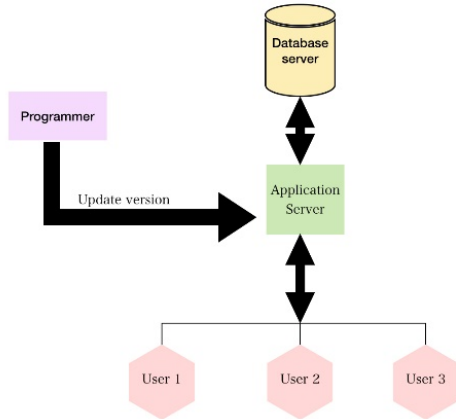 Database
server
Programmer
Update version
Application
Server
User 1
User 2
User 3